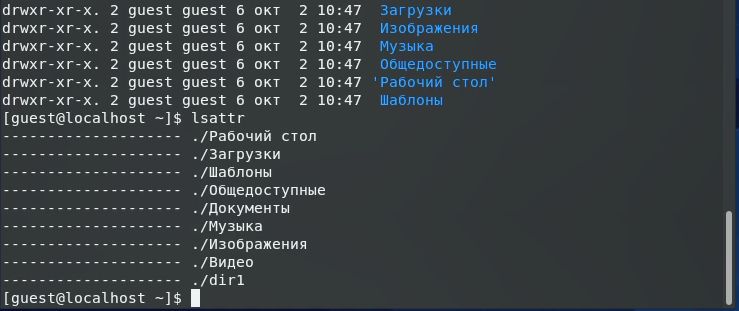 drwxr-xr-x. 2 guest guest 6 окт  2 10:47  Загрузки
drwxr-xr-x. 2 guest guest 6 окт  2 10:47  Изображения
drwxr-xr-x. 2 guest guest 6 окт  2 10:47  Музыка
drwxr-xr-x. 2 guest guest 6 окт  2 10:47  Общедоступные
drwxr-xr-x. 2 guest guest 6 окт  2 10:47 'Рабочий стол'
drwxr-xr-x. 2 guest guest 6 окт  2 10:47  Шаблоны
[guest@localhost ~]$ lsattr
-------------------- ./Рабочий стол
-------------------- ./Загрузки
-------------------- ./Шаблоны
-------------------- ./Общедоступные
-------------------- ./Документы
-------------------- ./Музыка
-------------------- ./Изображения
-------------------- ./Видео
-------------------- ./dir1
[guest@localhost ~]$